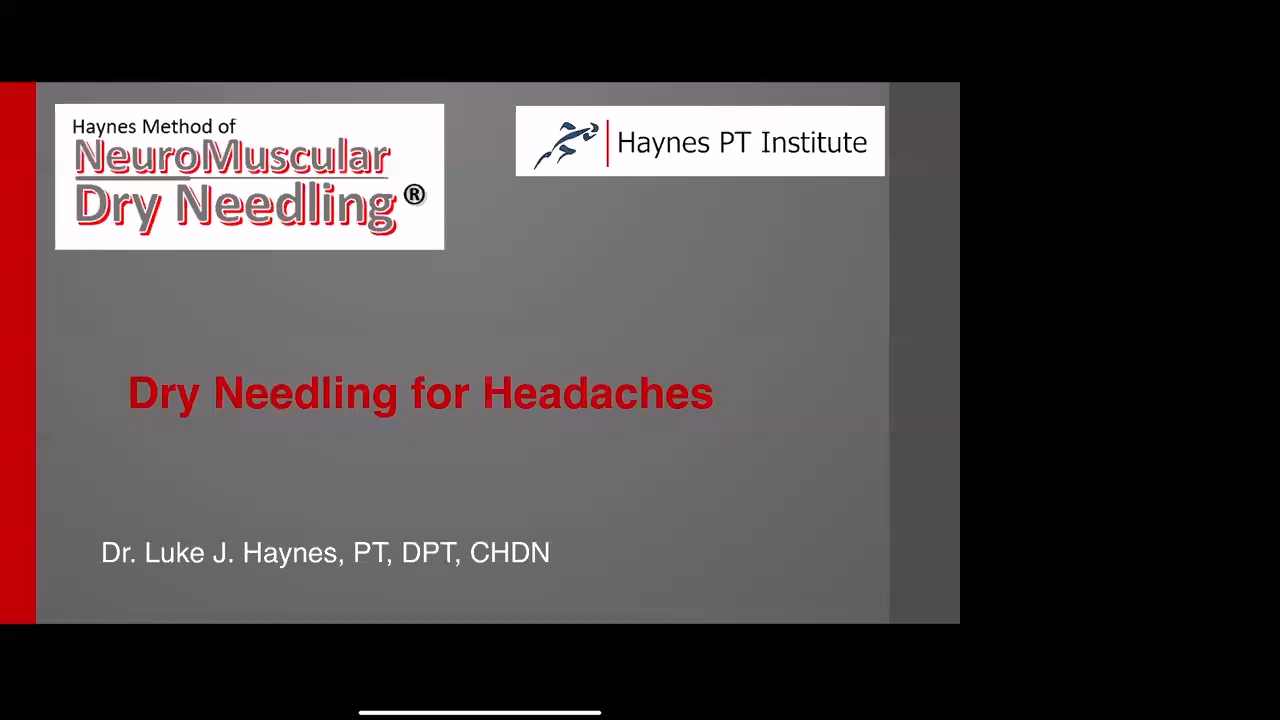 Haynes Method of
NeuroMuscular
Dry Needling®
Haynes PT Institute
Dry Needling for Headaches
Dr. Luke J. Haynes, PT, DPT, CHDN